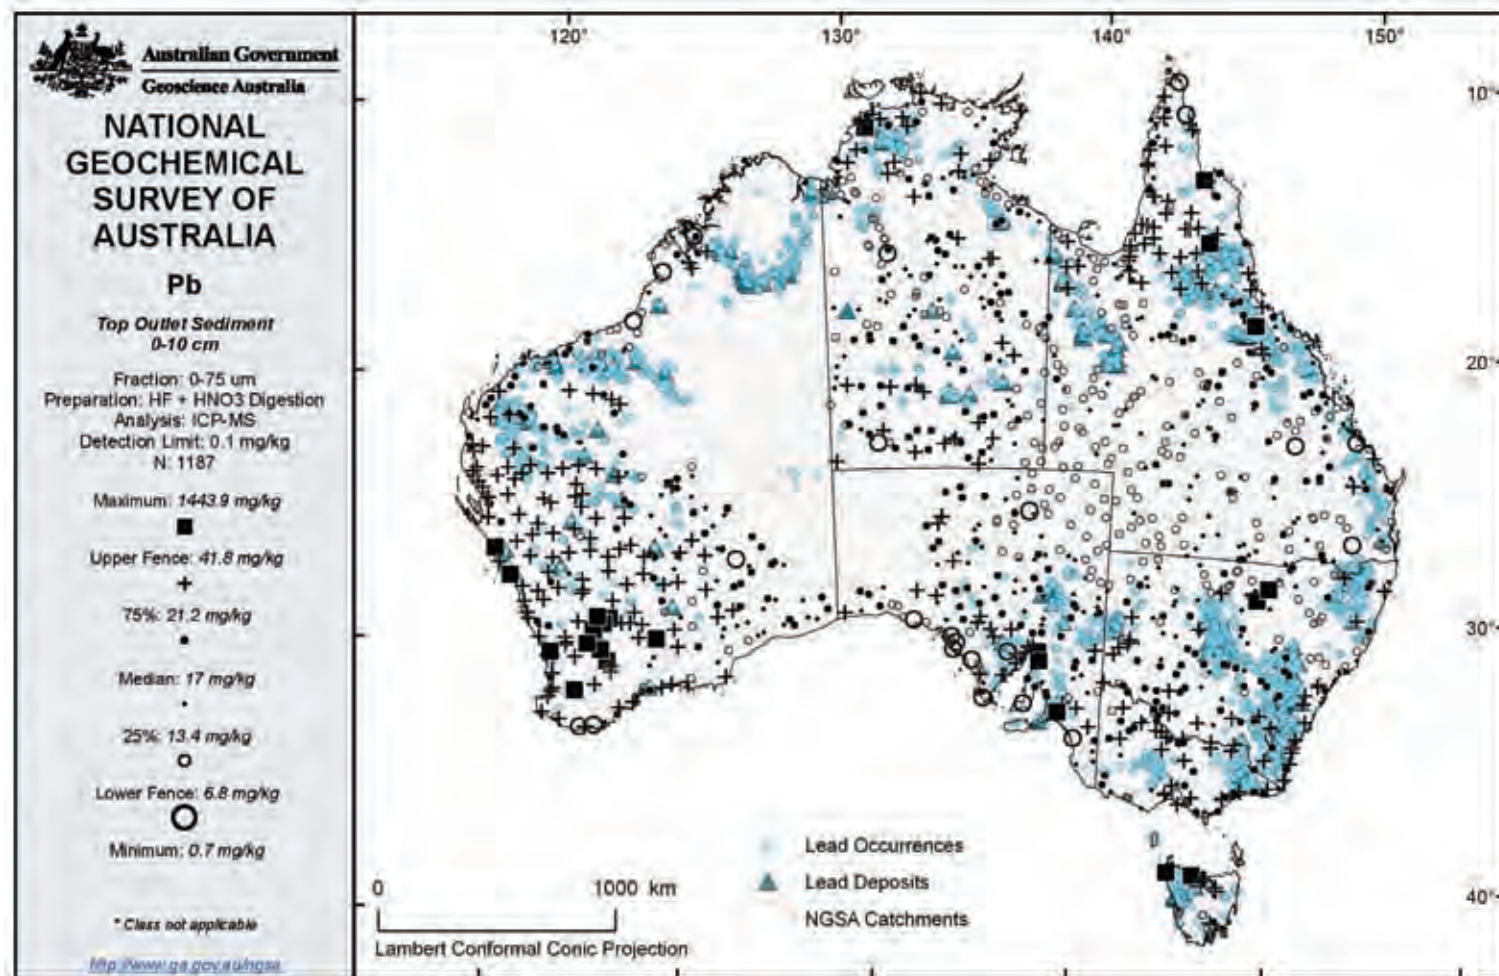 Australian Government
Geoscience Australia
NATIONAL
GEOCHEMICAL
SURVEY OF
AUSTRALIA
Pb
Top Outlet Sediment
0-10 cm
Fraction: 0-75 um
Preparation: HF + HNO3 Digestion
Analysis: ICP-MS
Detection Limit: 0.1 mg/kg
N: 1187
Maximum: 1443.9 mg/kg
Upper Fence: 41.8 mg/kg
75%: 21.2 mg/kg
Median: 17 mg/kg
25%: 13.4 mg/kg
Lower Fence: 6.8 mg/kg
Minimum: 0.7 mg/kg
* Class not applicable
http://www.ga.gov.au/ngsa
120°
130°
140°
150°
10°
20°
30°
40°
Lead Occurrences
Lead Deposits
NGSA Catchments
0
1000 km
Lambert Conformal Conic Projection